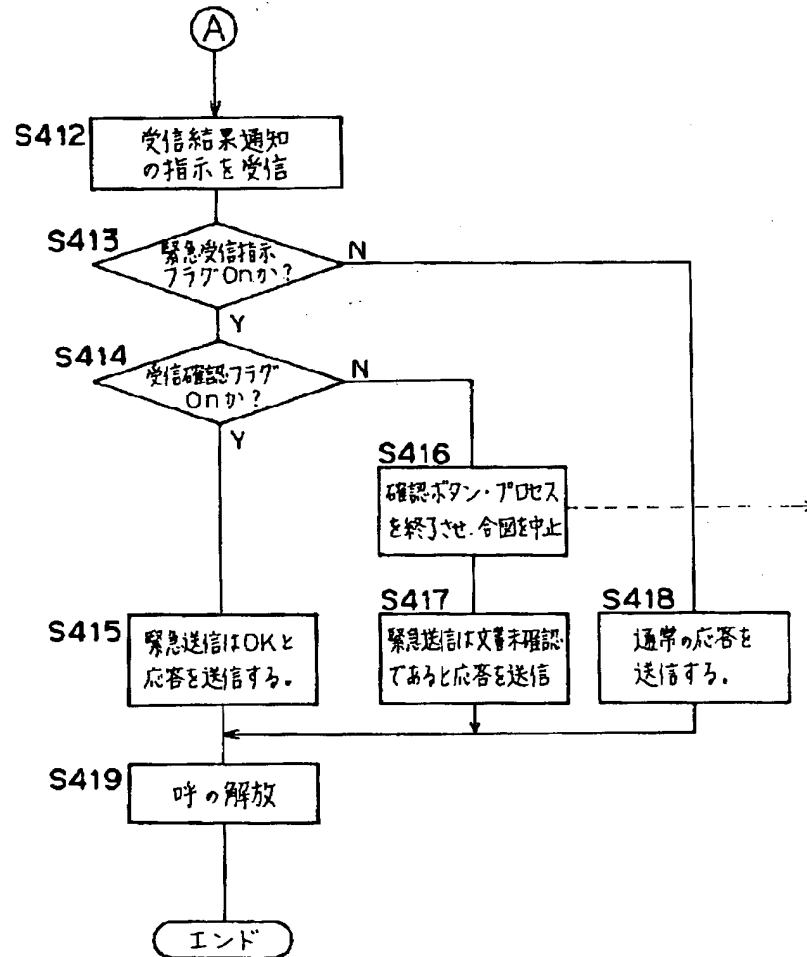 A
S412
受信結果通知
の指示を受信
S413
緊急受信指示
フラグOnか?
N
Y
S414
受信確認フラグ
Onか?
N
Y
S416
確認ボタン・プロセス
を終了させ、合図を中止
S415
緊急送信はOKと
応答を送信する。
S417
緊急送信は文書未確認
であると応答を送信
S418
通常の応答を
送信する。
S419
呼の解放
エンド